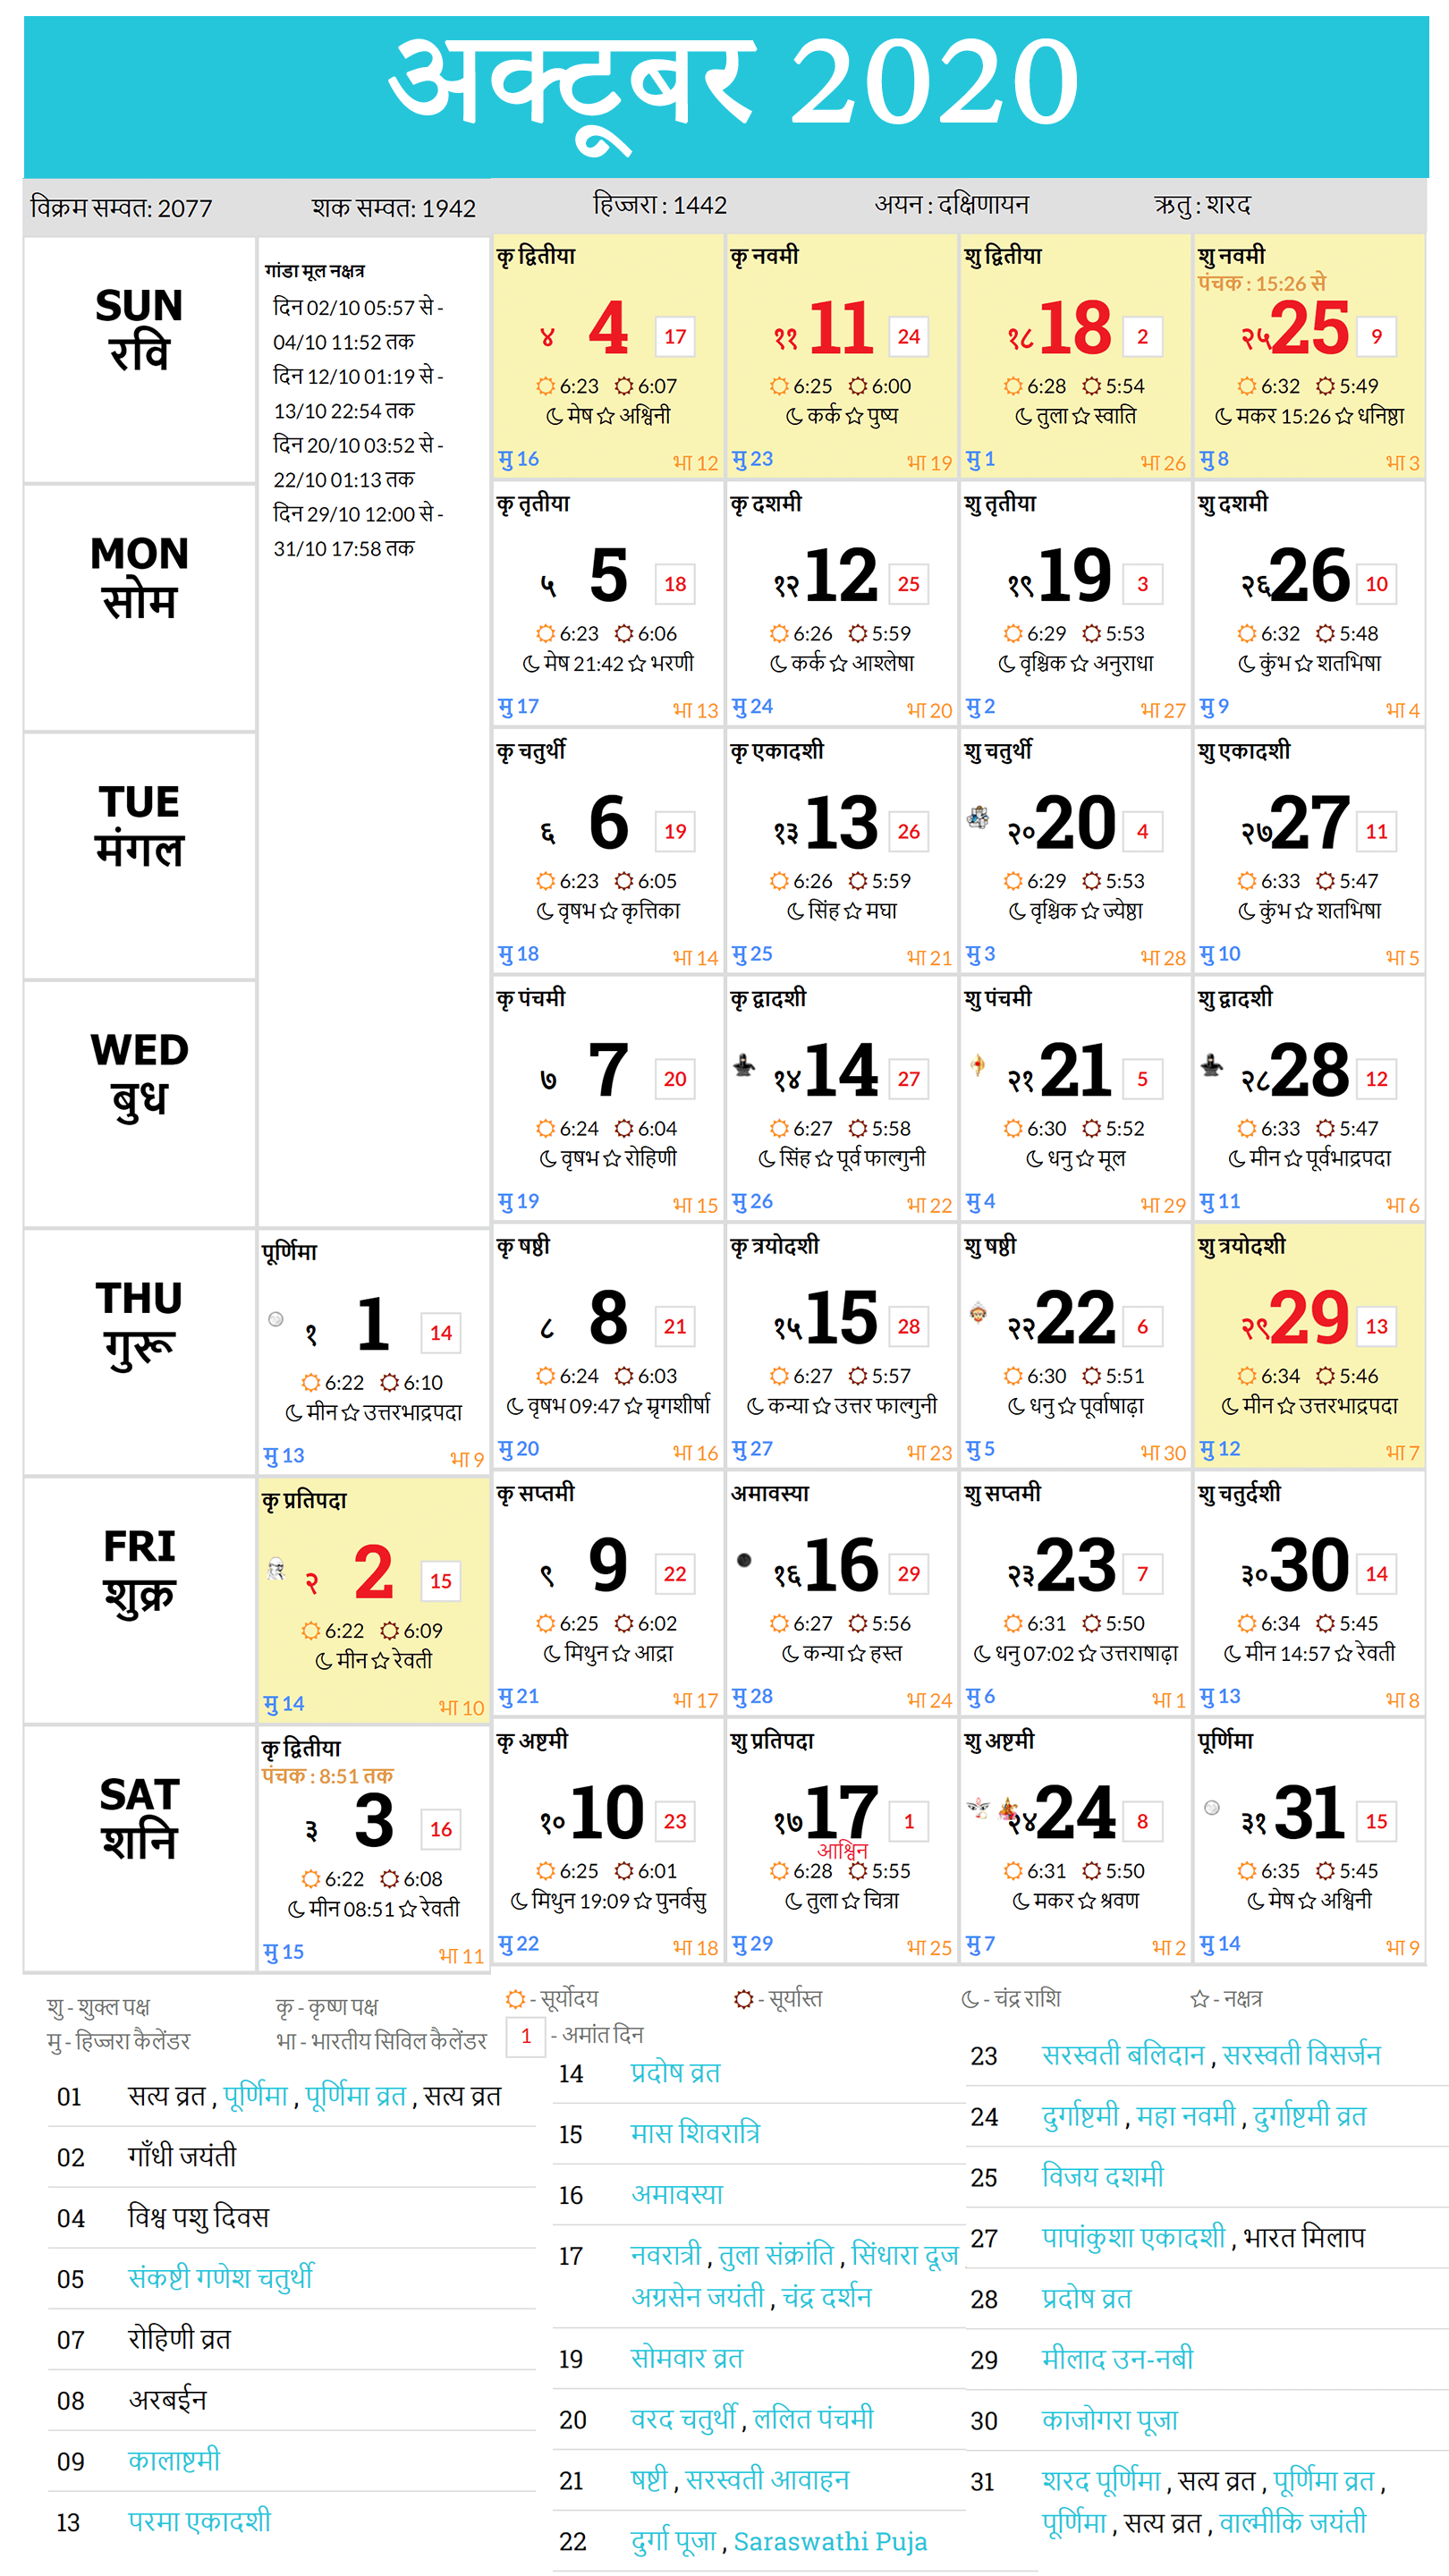 अक्टूबर 2020
विक्रम सम्वत: 2077 शक सम्वत: 1942 हिज्जरा : 1442 अयन : दक्षिणायन ऋतु : शरद
SUN
रवि
गांडा मूल नक्षत्र
दिन 02/10 05:57 से -
04/10 11:52 तक
दिन 12/10 01:19 से -
13/10 22:54 तक
दिन 20/10 03:52 से -
22/10 01:13 तक
दिन 29/10 12:00 से -
31/10 17:58 तक
कृ द्वितीया
४ 4 17
6:23 6:07
मेष अश्विनी
मु 16 भा 12
कृ नवमी
११ 11 24
6:25 6:00
कर्क पुष्य
मु 23 भा 19
शु द्वितीया
१८ 18 2
6:28 5:54
तुला स्वाति
मु 1 भा 26
शु नवमी
पंचक : 15:26 से
२५ 25 9
6:32 5:49
मकर 15:26 धनिष्ठा
मु 8 भा 3
MON
सोम
कृ तृतीया
५ 5 18
6:23 6:06
मेष 21:42 भरणी
मु 17 भा 13
कृ दशमी
१२ 12 25
6:26 5:59
कर्क आश्लेषा
मु 24 भा 20
शु तृतीया
१९ 19 3
6:29 5:53
वृश्चिक अनुराधा
मु 2 भा 27
शु दशमी
२६ 26 10
6:32 5:48
कुंभ शतभिषा
मु 9 भा 4
TUE
मंगल
कृ चतुर्थी
६ 6 19
6:23 6:05
वृषभ कृत्तिका
मु 18 भा 14
कृ एकादशी
१३ 13 26
6:26 5:59
सिंह मघा
मु 25 भा 21
शु चतुर्थी
२० 20 4
6:29 5:53
वृश्चिक ज्येष्ठा
मु 3 भा 28
शु एकादशी
२७ 27 11
6:33 5:47
कुंभ शतभिषा
मु 10 भा 5
WED
बुध
कृ पंचमी
७ 7 20
6:24 6:04
वृषभ रोहिणी
मु 19 भा 15
कृ द्वादशी
१४ 14 27
6:27 5:58
सिंह पूर्व फाल्गुनी
मु 26 भा 22
शु पंचमी
२१ 21 5
6:30 5:52
धनु मूल
मु 4 भा 29
शु द्वादशी
२८ 28 12
6:33 5:47
मीन पूर्वभाद्रपदा
मु 11 भा 6
THU
गुरू
पूर्णिमा
१ 1 14
6:22 6:10
मीन उत्तरभाद्रपदा
मु 13 भा 9
कृ षष्ठी
८ 8 21
6:24 6:03
वृषभ 09:47 म्रृगशीर्षा
मु 20 भा 16
कृ त्रयोदशी
१५ 15 28
6:27 5:57
कन्या उत्तर फाल्गुनी
मु 27 भा 23
शु षष्ठी
२२ 22 6
6:30 5:51
धनु पूर्वाषाढ़ा
मु 5 भा 30
शु त्रयोदशी
२९ 29 13
6:34 5:46
मीन उत्तरभाद्रपदा
मु 12 भा 7
FRI
शुक्र
कृ प्रतिपदा
२ 2 15
6:22 6:09
मीन रेवती
मु 14 भा 10
कृ सप्तमी
९ 9 22
6:25 6:02
मिथुन आद्रा
मु 21 भा 17
अमावस्या
१६ 16 29
6:27 5:56
कन्या हस्त
मु 28 भा 24
शु सप्तमी
२३ 23 7
6:31 5:50
धनु 07:02 उत्तराषाढ़ा
मु 6 भा 1
शु चतुर्दशी
३० 30 14
6:34 5:45
मीन 14:57 रेवती
मु 13 भा 8
SAT
शनि
कृ द्वितीया
पंचक : 8:51 तक
३ 3 16
6:22 6:08
मीन 08:51 रेवती
मु 15 भा 11
कृ अष्टमी
१० 10 23
6:25 6:01
मिथुन 19:09 पुनर्वसु
मु 22 भा 18
शु प्रतिपदा
१७ 17 1
आश्विन
6:28 5:55
तुला चित्रा
मु 29 भा 25
शु अष्टमी
२४ 24 8
6:31 5:50
मकर श्रवण
मु 7 भा 2
पूर्णिमा
३१ 31 15
6:35 5:45
मेष अश्विनी
मु 14 भा 9
शु - शुक्ल पक्ष कृ - कृष्ण पक्ष - सूर्योदय - सूर्यास्त - चंद्र राशि - नक्षत्र
मु - हिज्जरा कैलेंडर भा - भारतीय सिविल कैलेंडर 1 - अमांत दिन
01 सत्य व्रत , पूर्णिमा , पूर्णिमा व्रत , सत्य व्रत
02 गाँधी जयंती
04 विश्व पशु दिवस
05 संकष्टी गणेश चतुर्थी
07 रोहिणी व्रत
08 अरबईन
09 कालाष्टमी
13 परमा एकादशी
14 प्रदोष व्रत
15 मास शिवरात्रि
16 अमावस्या
17 नवरात्री , तुला संक्रांति , सिंधारा दूज
अग्रसेन जयंती , चंद्र दर्शन
19 सोमवार व्रत
20 वरद चतुर्थी , ललित पंचमी
21 षष्टी , सरस्वती आवाहन
22 दुर्गा पूजा , Saraswathi Puja
23 सरस्वती बलिदान , सरस्वती विसर्जन
24 दुर्गाष्टमी , महा नवमी , दुर्गाष्टमी व्रत
25 विजय दशमी
27 पापांकुशा एकादशी , भारत मिलाप
28 प्रदोष व्रत
29 मीलाद उन-नबी
30 काजोगरा पूजा
31 शरद पूर्णिमा , सत्य व्रत , पूर्णिमा व्रत ,
पूर्णिमा , सत्य व्रत , वाल्मीकि जयंती